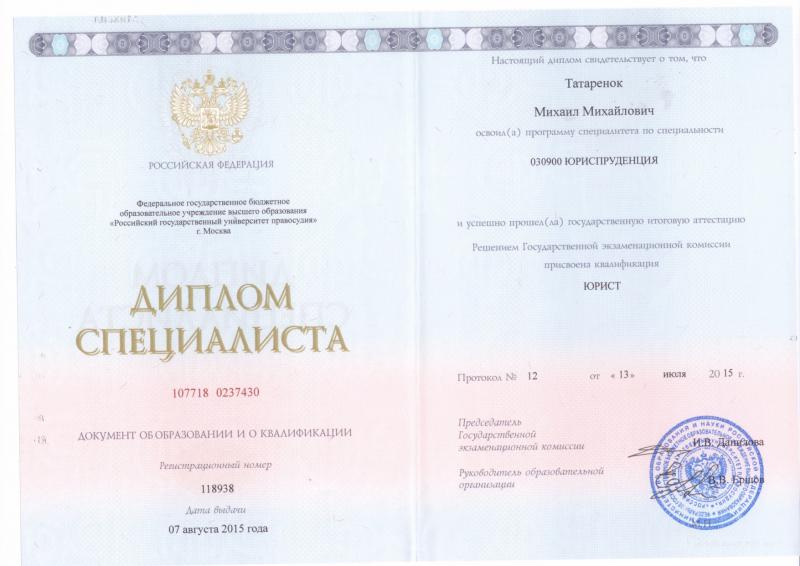 РОССИЙСКАЯ ФЕДЕРАЦИЯ
Федеральное государственное бюджетное
образовательное учреждение высшего образования
«Российский государственный университет правосудия»
г. Москва
ДИПЛОМ
СПЕЦИАЛИСТА
107718 0237430
ДОКУМЕНТ ОБ ОБРАЗОВАНИИ И О КВАЛИФИКАЦИИ
Регистрационный номер
118938
Дата выдачи
07 августа 2015 года
Настоящий диплом свидетельствует о том, что
Татаренок
Михаил Михайлович
освоил(а) программу специалитета по специальности
030900 ЮРИСПРУДЕНЦИЯ
и успешно прошел(ла) государственную итоговую аттестацию
Решением Государственной экзаменационной комиссии
присвоена квалификация
ЮРИСТ
Протокол № 12 от «13» июля 2015 г.
Председатель
Государственной
экзаменационной комиссии
И.В. Данилова
Руководитель образовательной
организации
В.В. Ершов